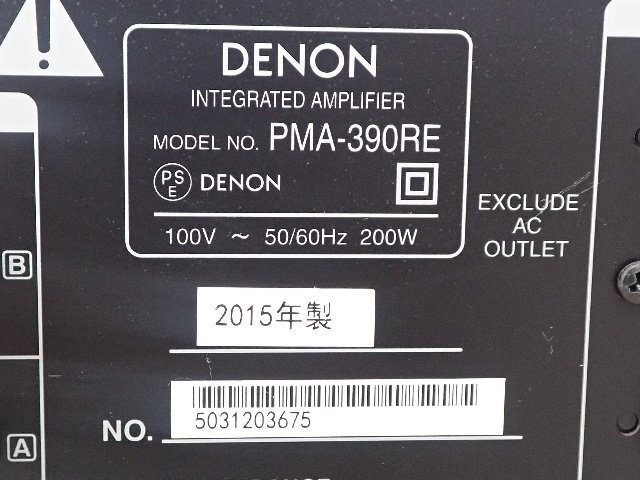 DENON
INTEGRATED AMPLIFIER
MODEL NO. PMA-390RE
PS
E
DENON
100V ~ 50/60Hz 200W
EXCLUDE
AC
OUTLET
B
2015年製
5031203675
NO.
A